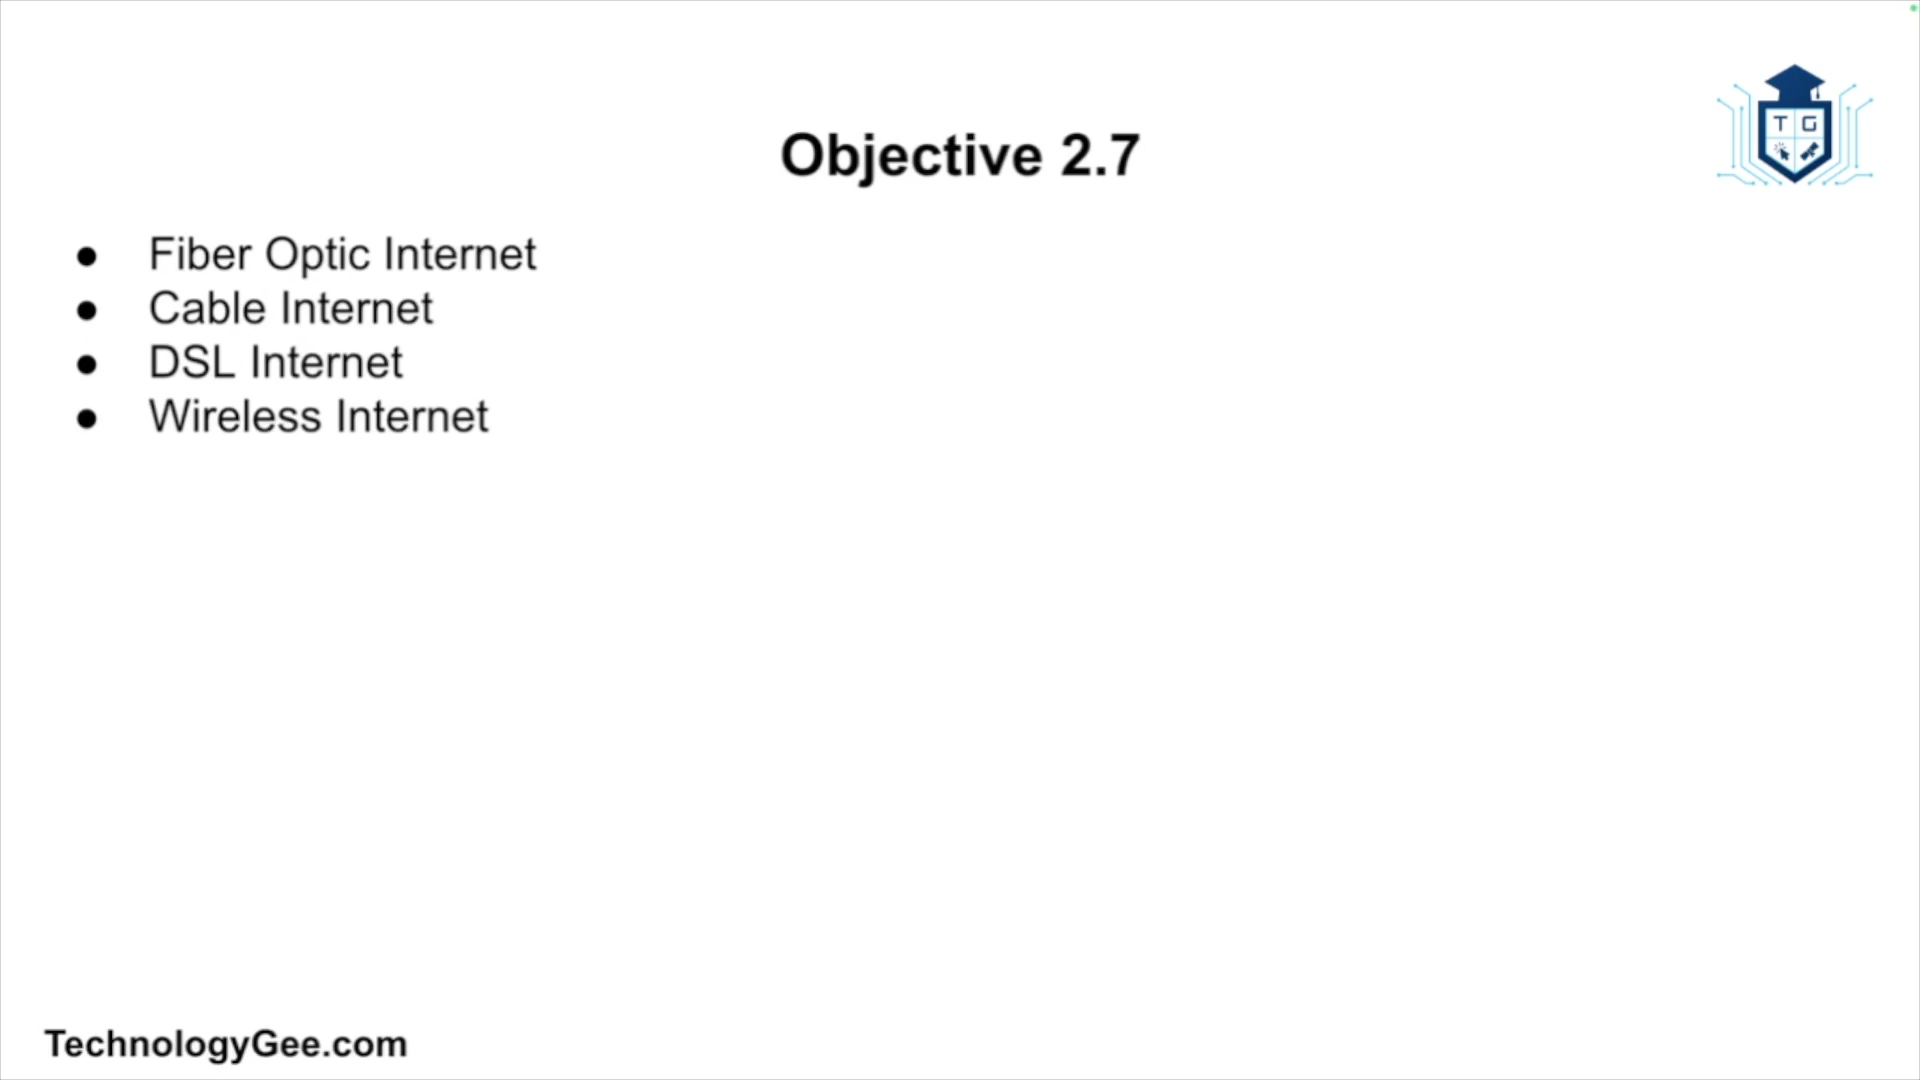 T G
Objective 2.7
● Fiber Optic Internet
● Cable Internet
● DSL Internet
● Wireless Internet
TechnologyGee.com